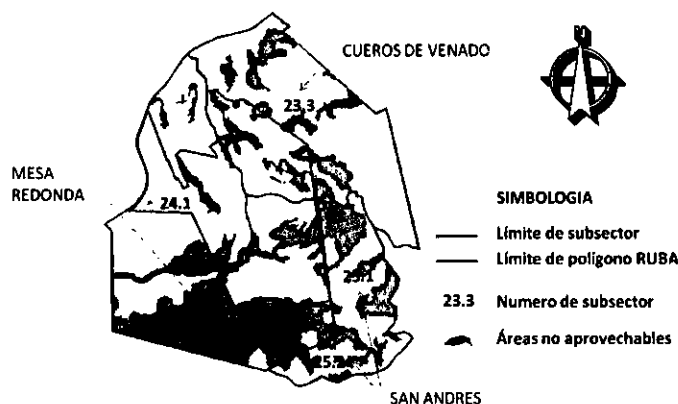 CUEROS DE VENADO
23.3
MESA
REDONDA
24.1
SIMBOLOGIA
Límite de subsector
Límite de polígono RUBA
23.3 Numero de subsector
Áreas no aprovechables
SAN ANDRES